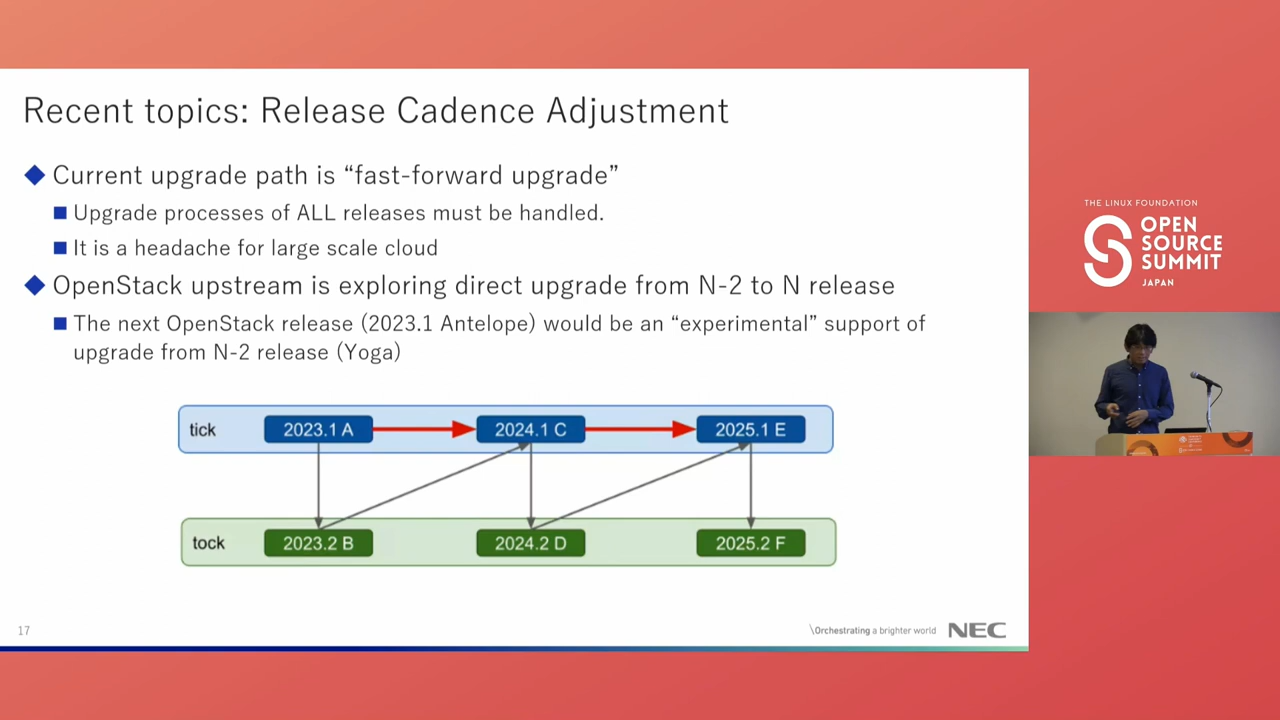 Recent topics: Release Cadence Adjustment
Current upgrade path is “fast-forward upgrade”
Upgrade processes of ALL releases must be handled.
It is a headache for large scale cloud
OpenStack upstream is exploring direct upgrade from N-2 to N release
The next OpenStack release (2023.1 Antelope) would be an “experimental” support of
upgrade from N-2 release (Yoga)
tick 2023.1 A 2024.1 C 2025.1 E
tock 2023.2 B 2024.2 D 2025.2 F
17
\Orchestrating a brighter world NEC
THE LINUX FOUNDATION
OPEN
SOURCE
SUMMIT
JAPAN